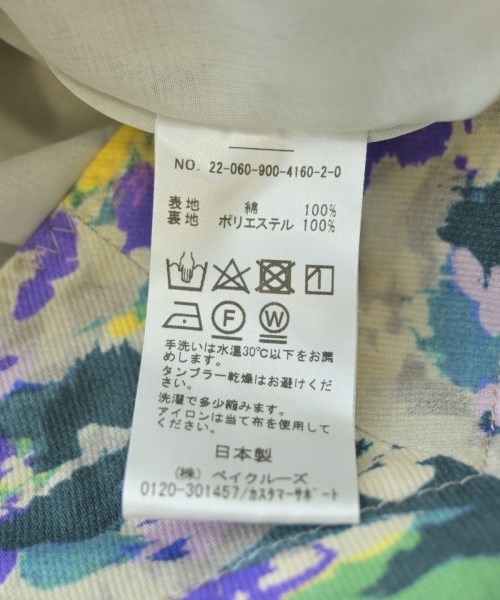 NO. 22-060-900-4160-2-0
表地 綿 100%
裏地 ポリエステル 100%
F W
手洗いは水温30℃以下をお薦
めします。
タンブラー乾燥はお避けくだ
さい。
洗濯で多少縮みます。
アイロンは当て布を使用して
ください。
日本製
(株) ベイクルーズ
0120-301457/カスタマーサポート